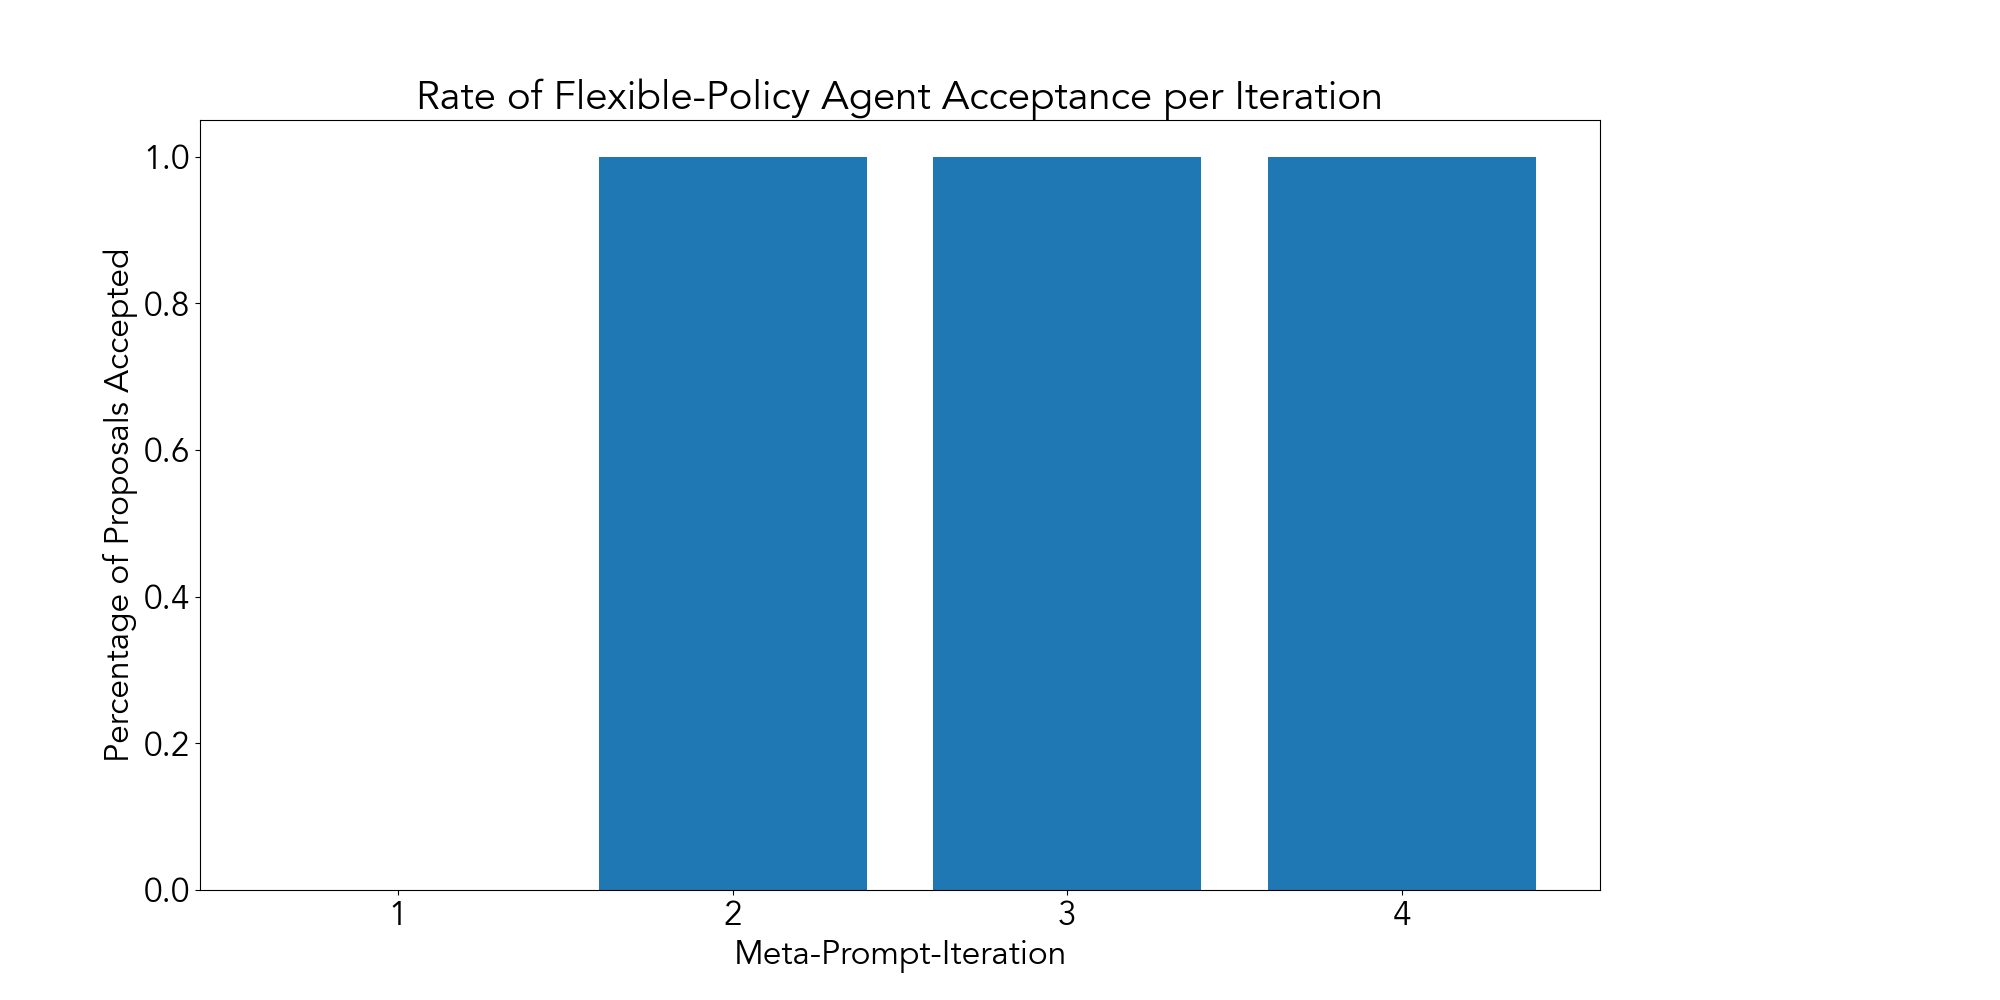 Rate of Flexible-Policy Agent Acceptance per Iteration
Percentage of Proposals Accepted
1.0
0.8
0.6
0.4
0.2
0.0
1 2 3 4
Meta-Prompt-Iteration